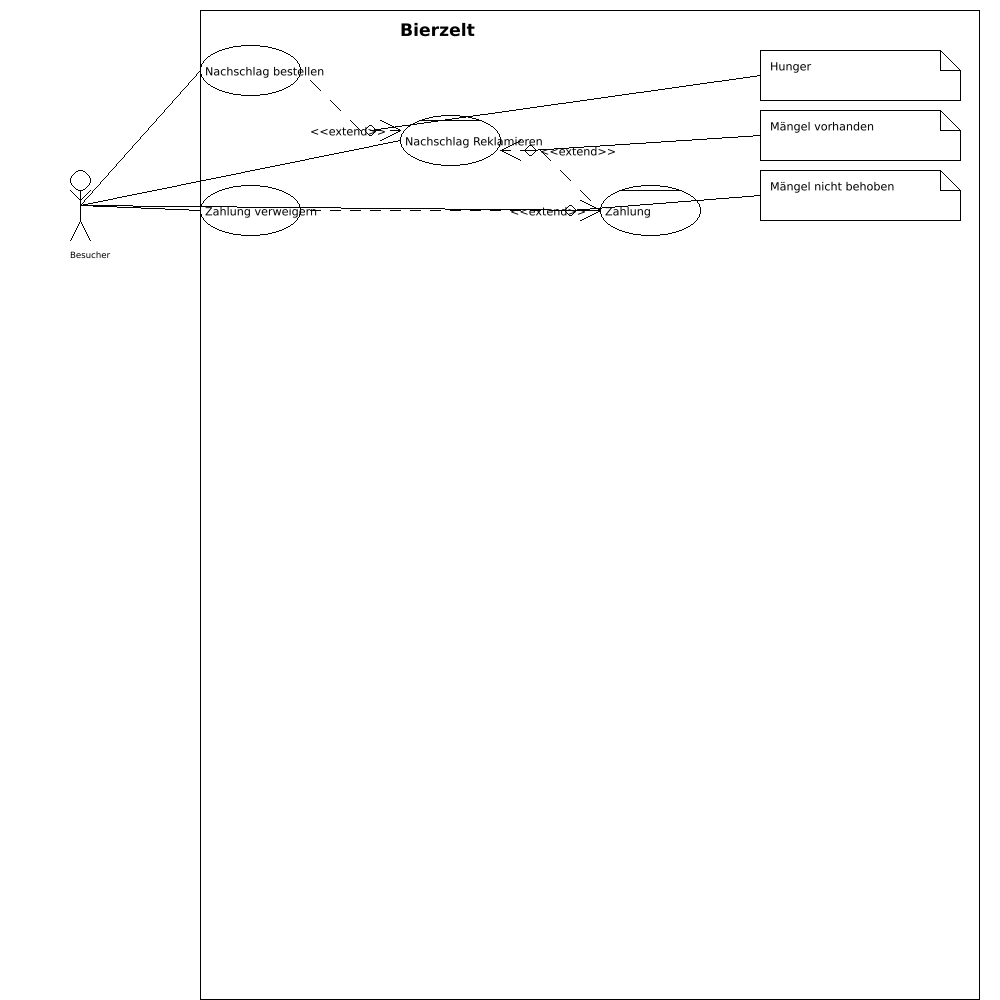 Bierzelt
Nachschlag bestellen
Hunger
<<extend>>
Mängel vorhanden
Nachschlag Reklamieren
<<extend>>
Mängel nicht behoben
Zahlung verweigern
<<extend>>
Zahlung
Besucher